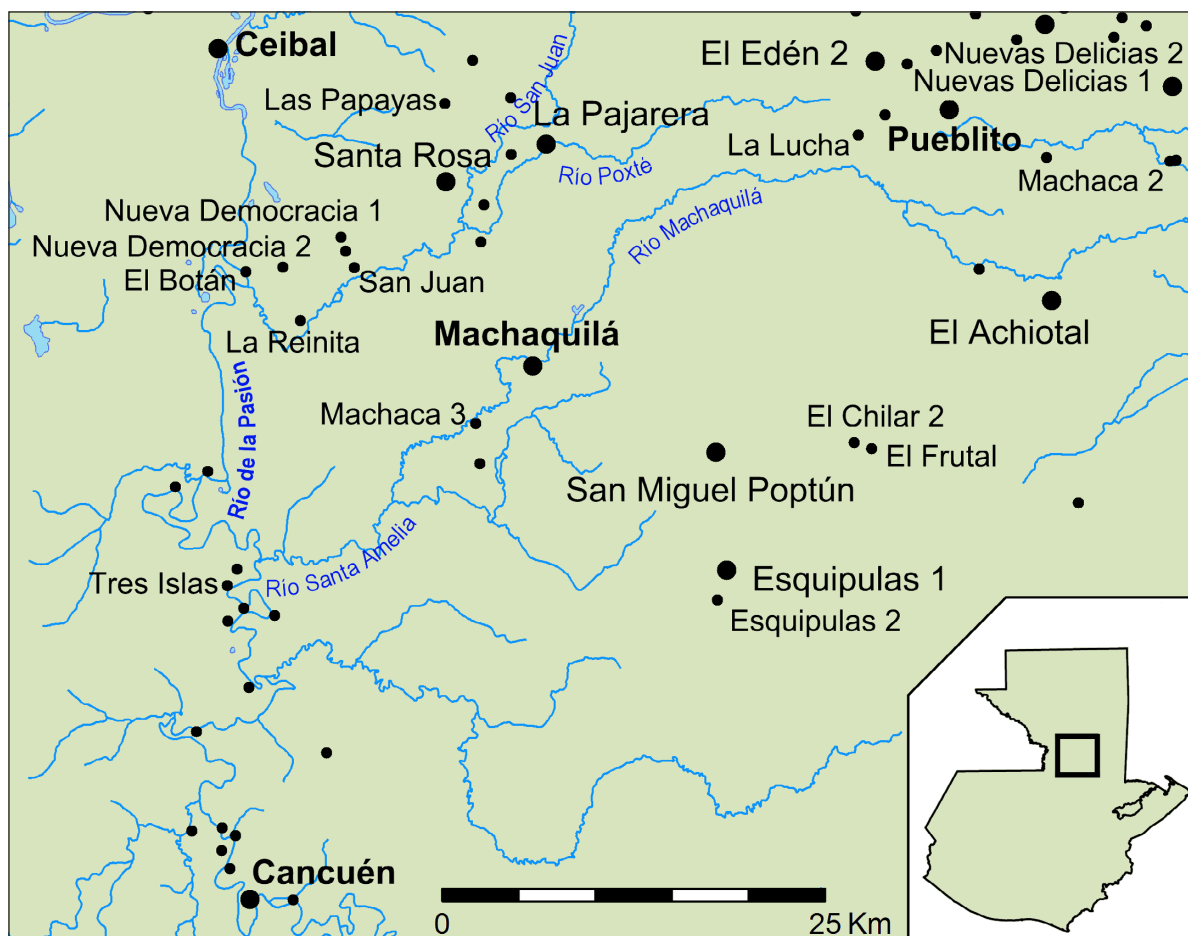 Ceibal
El Edén 2
Nuevas Delicias 2
Nuevas Delicias 1
Las Papayas
Río San Juan
La Pajarera
La Lucha
Pueblito
Santa Rosa
Río Poxté
Machaca 2
Río Machaquilá
Nueva Democracia 1
Nueva Democracia 2
El Botán
San Juan
La Reinita
Machaquilá
El Achiotal
Río de la Pasión
Machaca 3
El Chilar 2
El Frutal
San Miguel Poptún
Río Santa Amelia
Tres Islas
Esquipulas 1
Esquipulas 2
Cancuén
0 25 Km